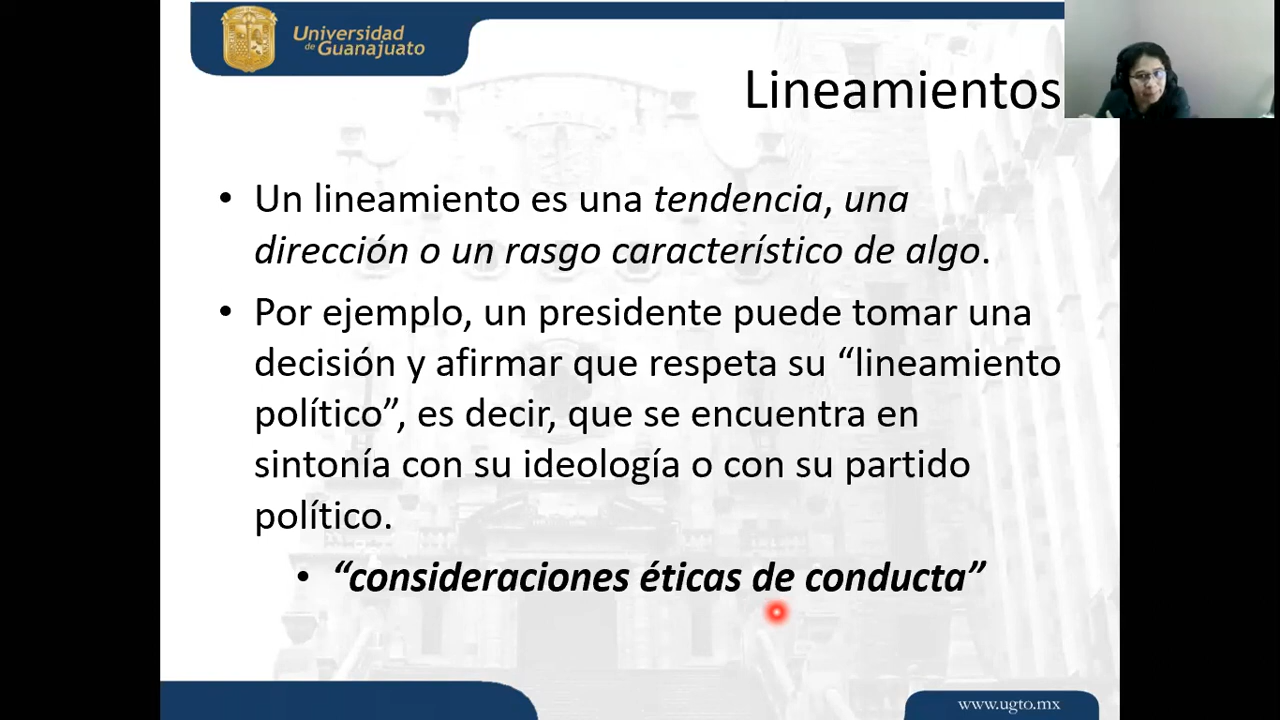 Universidad
de Guanajuato
Lineamientos
• Un lineamiento es una tendencia, una
dirección o un rasgo característico de algo.
• Por ejemplo, un presidente puede tomar una
decisión y afirmar que respeta su “lineamiento
político”, es decir, que se encuentra en
sintonía con su ideología o con su partido
político.
• “consideraciones éticas de conducta”
www.ugto.mx